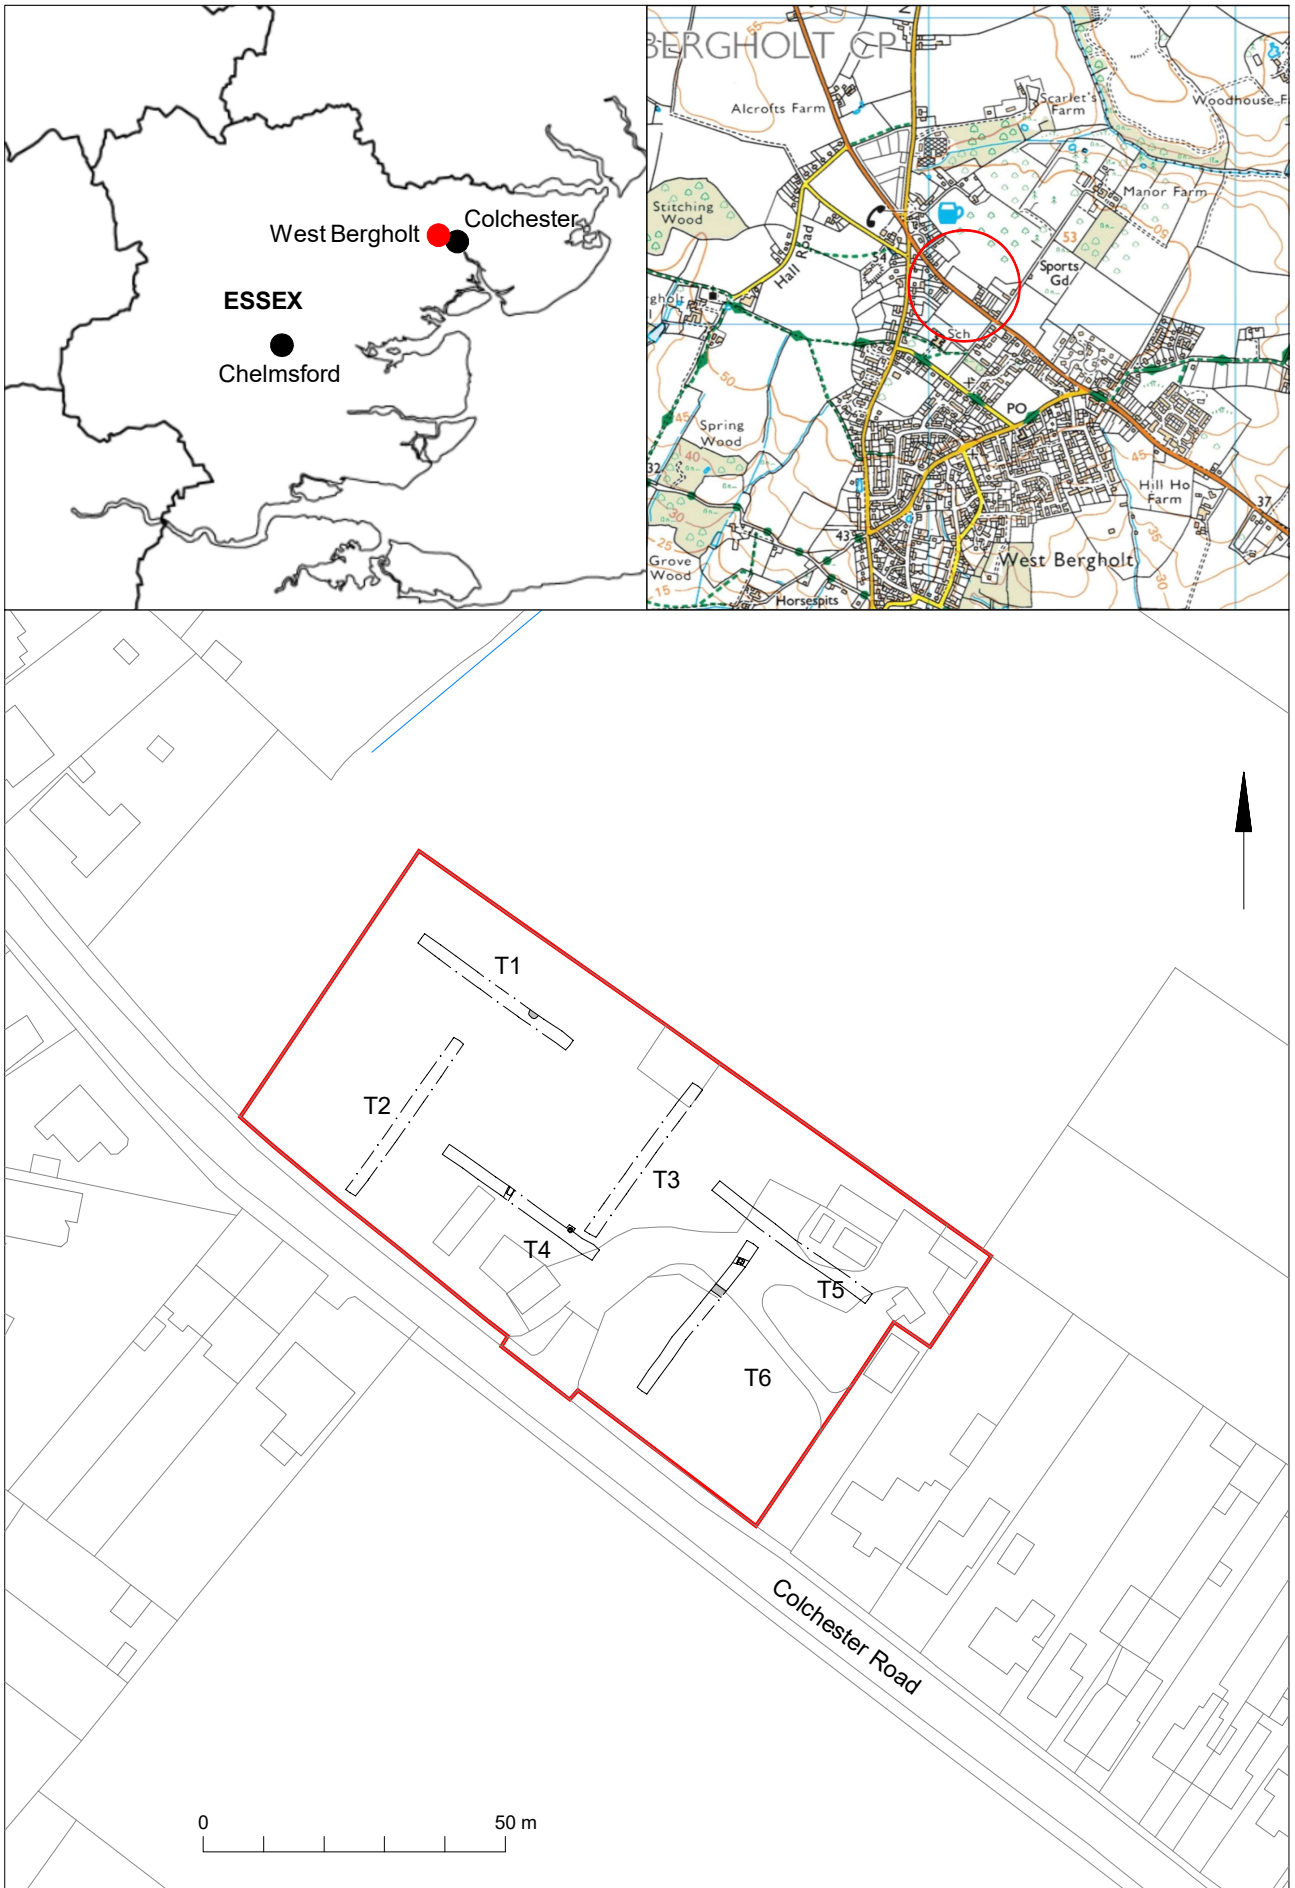 West Bergholt
Colchester
ESSEX
Chelmsford
BERGHOLT CP
N
55
Alcrofts Farm
Scarlet's
Farm
Woodhouse F
Manor Farm
50
Stitching
Wood
Hall Road
54
53
Sports
Gd
Sch
50
45
PO
Spring
Wood
40
32
30
45
Hill Ho
Farm
37
35
25
43
Grove
Wood
15
West Bergholt
30
Horsespits
T1
T2
T3
T4
T5
T6
Colchester Road
0
50 m